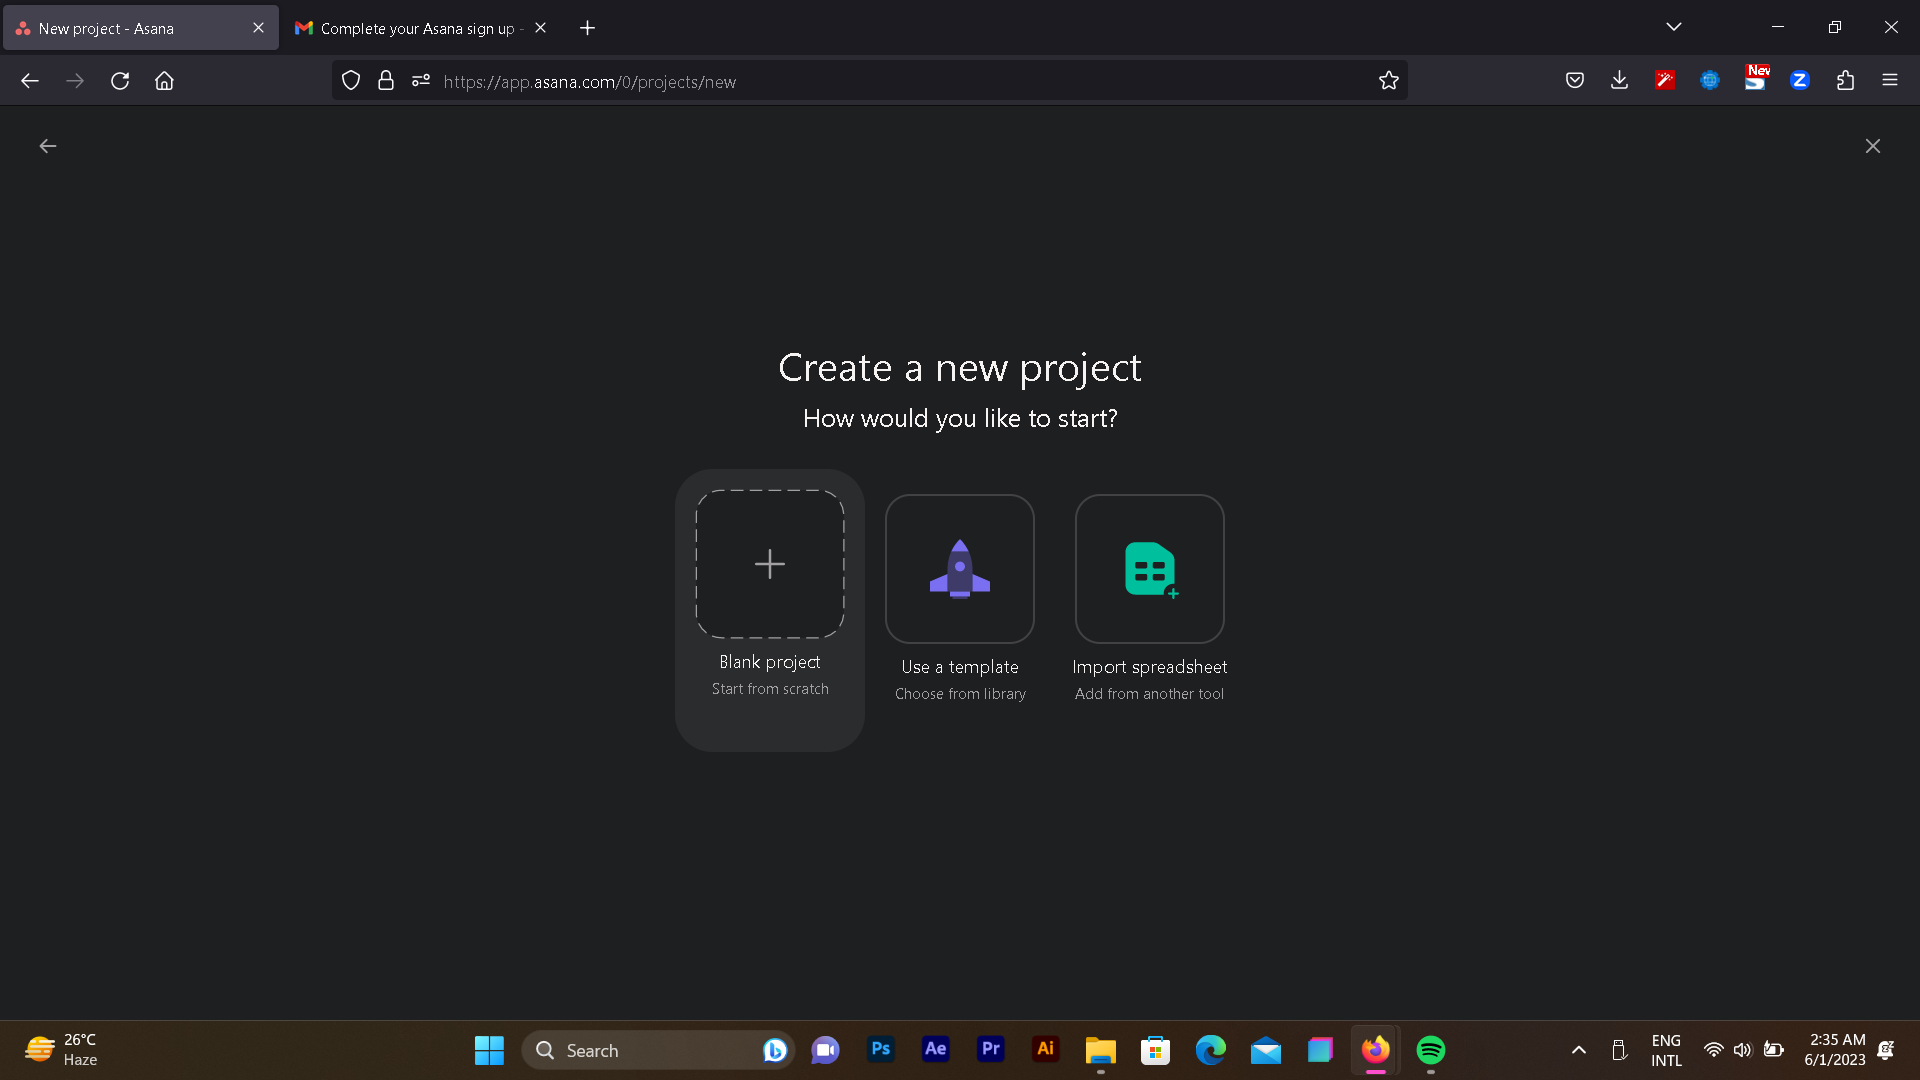 New project - Asana
Complete your Asana sign up -
https://app.asana.com/0/projects/new
New
Create a new project
How would you like to start?
Blank project
Start from scratch
Use a template
Choose from library
Import spreadsheet
Add from another tool
26°C
Haze
Search
Ps
Ae
Pr
Ai
ENG
INTL
2:35 AM
6/1/2023